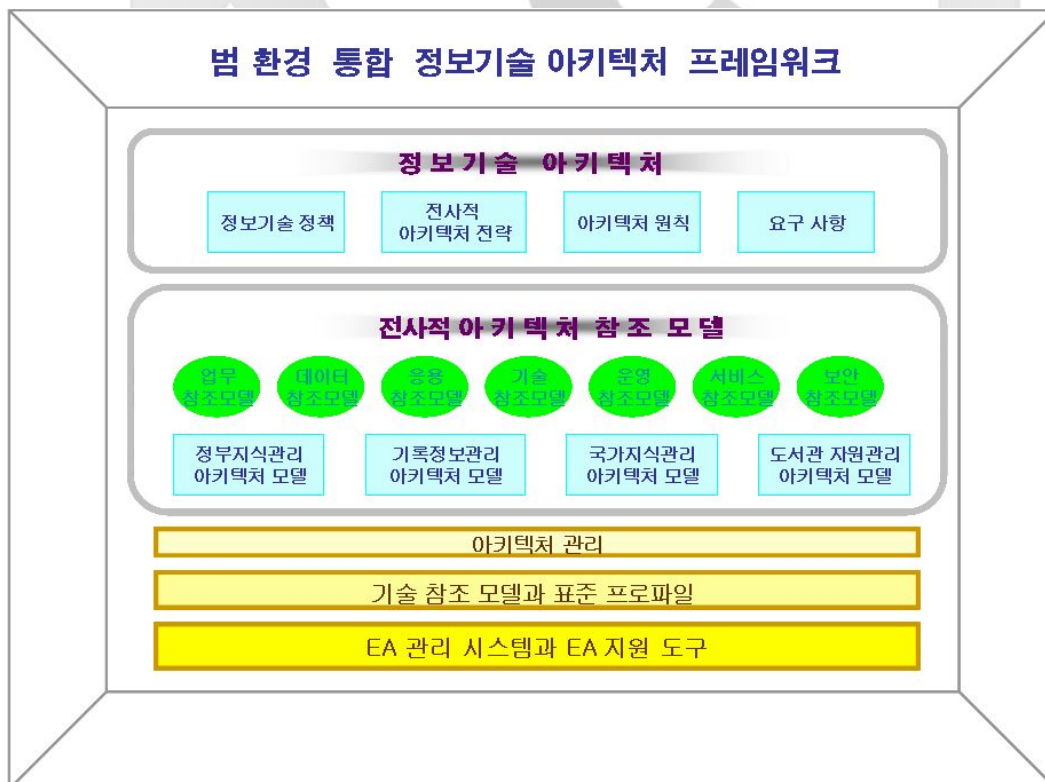 범 환경 통합 정보기술 아키텍처 프레임워크
정보기술 아키텍처
정보기술 정책
전사적
아키텍처 전략
아키텍처 원칙
요구 사항
전사적 아키텍처 참조 모델
업무
참조모델
데이터
참조모델
응용
참조모델
기술
참조모델
운영
참조모델
서비스
참조모델
보안
참조모델
정부지식관리
아키텍처 모델
기록정보관리
아키텍처 모델
국가지식관리
아키텍처 모델
도서관 자원관리
아키텍처 모델
아키텍처 관리
기술 참조 모델과 표준 프로파일
EA 관리 시스템과 EA 지원 도구